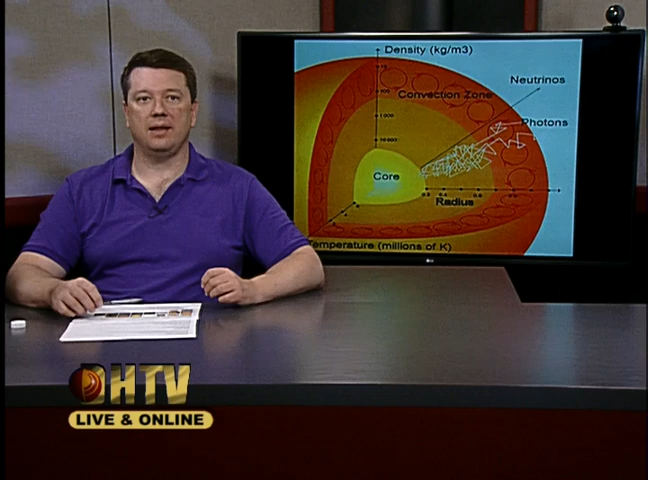 Density (kg/m3)
Neutrinos
Convection Zone
Photons
Core
Radius
Temperature (millions of K)
DHTV
LIVE & ONLINE